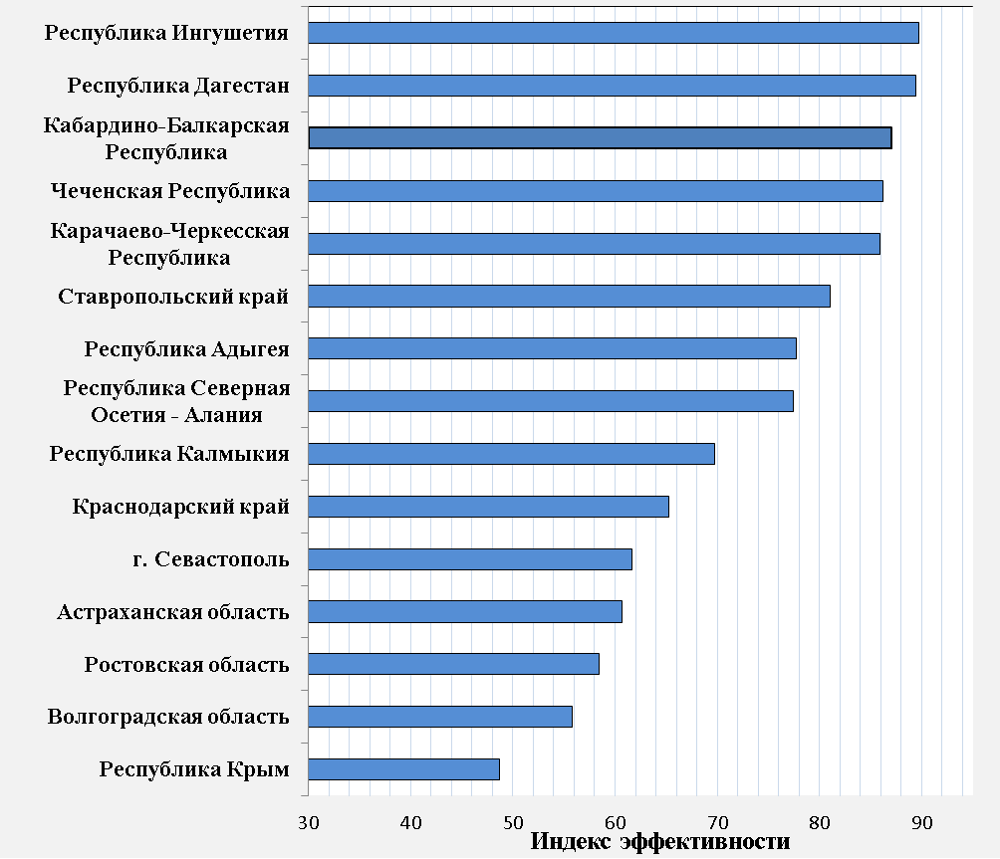 Республика Ингушетия
Республика Дагестан
Кабардино-Балкарская
Республика
Чеченская Республика
Карачаево-Черкесская
Республика
Ставропольский край
Республика Адыгея
Республика Северная
Осетия - Алания
Республика Калмыкия
Краснодарский край
г. Севастополь
Астраханская область
Ростовская область
Волгоградская область
Республика Крым
30 40 50 60 70 80 90
Индекс эффективности